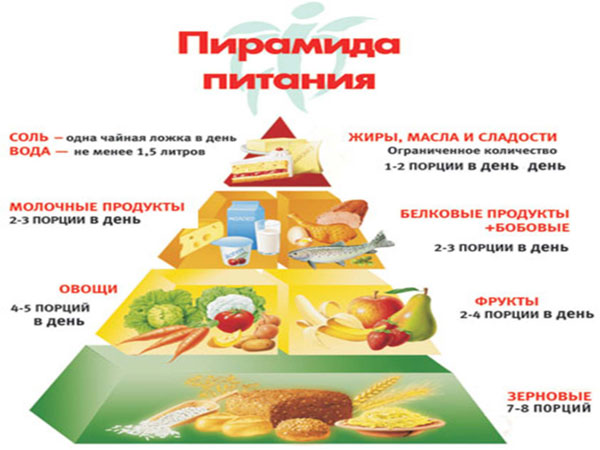 Пирамида
питания
СОЛЬ – одна чайная ложка в день
ВОДА — не менее 1,5 литров
ЖИРЫ, МАСЛА И СЛАДОСТИ
Ограниченное количество
1-2 ПОРЦИИ в день день
МОЛОЧНЫЕ ПРОДУКТЫ
2-3 ПОРЦИИ в день
МОЛОКО
БЕЛКОВЫЕ ПРОДУКТЫ
+БОБОВЫЕ
2-3 ПОРЦИИ в день
ОВОЩИ
4-5 ПОРЦИЙ
в день
ФРУКТЫ
2-4 ПОРЦИИ в день
ЗЕРНОВЫЕ
7-8 ПОРЦИЙ